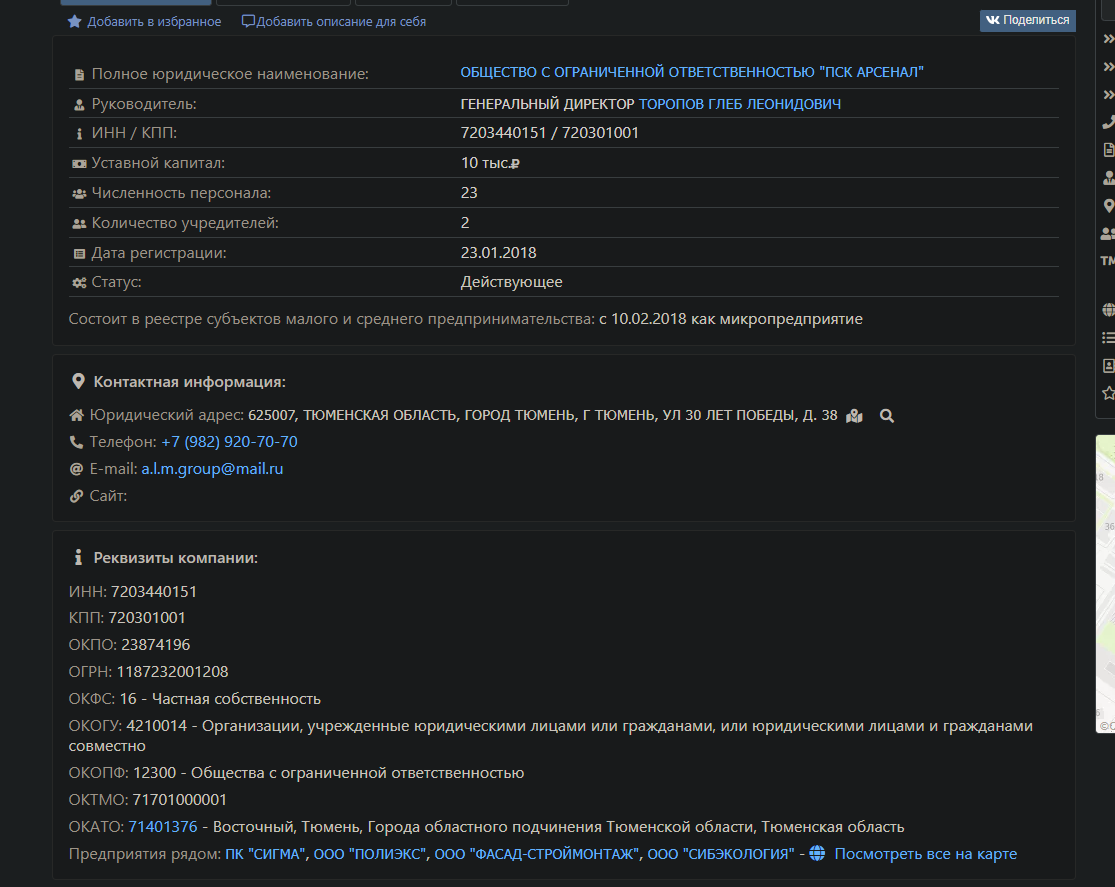 Добавить в избранное Добавить описание для себя Поделиться
Полное юридическое наименование: ОБЩЕСТВО С ОГРАНИЧЕННОЙ ОТВЕТСТВЕННОСТЬЮ "ПСК АРСЕНАЛ"
Руководитель: ГЕНЕРАЛЬНЫЙ ДИРЕКТОР ТОРОПОВ ГЛЕБ ЛЕОНИДОВИЧ
ИНН / КПП: 7203440151 / 720301001
Уставной капитал: 10 тыс.₽
Численность персонала: 23
Количество учредителей: 2
Дата регистрации: 23.01.2018
Статус: Действующее
Состоит в реестре субъектов малого и среднего предпринимательства: с 10.02.2018 как микропредприятие
Контактная информация:
Юридический адрес: 625007, ТЮМЕНСКАЯ ОБЛАСТЬ, ГОРОД ТЮМЕНЬ, Г ТЮМЕНЬ, УЛ 30 ЛЕТ ПОБЕДЫ, Д. 38
Телефон: +7 (982) 920-70-70
E-mail: a.l.m.group@mail.ru
Сайт:
Реквизиты компании:
ИНН: 7203440151
КПП: 720301001
ОКПО: 23874196
ОГРН: 1187232001208
ОКФС: 16 - Частная собственность
ОКОГУ: 4210014 - Организации, учрежденные юридическими лицами или гражданами, или юридическими лицами и гражданами
совместно
ОКОПФ: 12300 - Общества с ограниченной ответственностью
ОКТМО: 71701000001
ОКАТО: 71401376 - Восточный, Тюмень, Города областного подчинения Тюменской области, Тюменская область
Предприятия рядом: ПК "СИГМА", ООО "ПОЛИЭКС", ООО "ФАСАД-СТРОЙМОНТАЖ", ООО "СИБЭКОЛОГИЯ" - Посмотреть все на карте